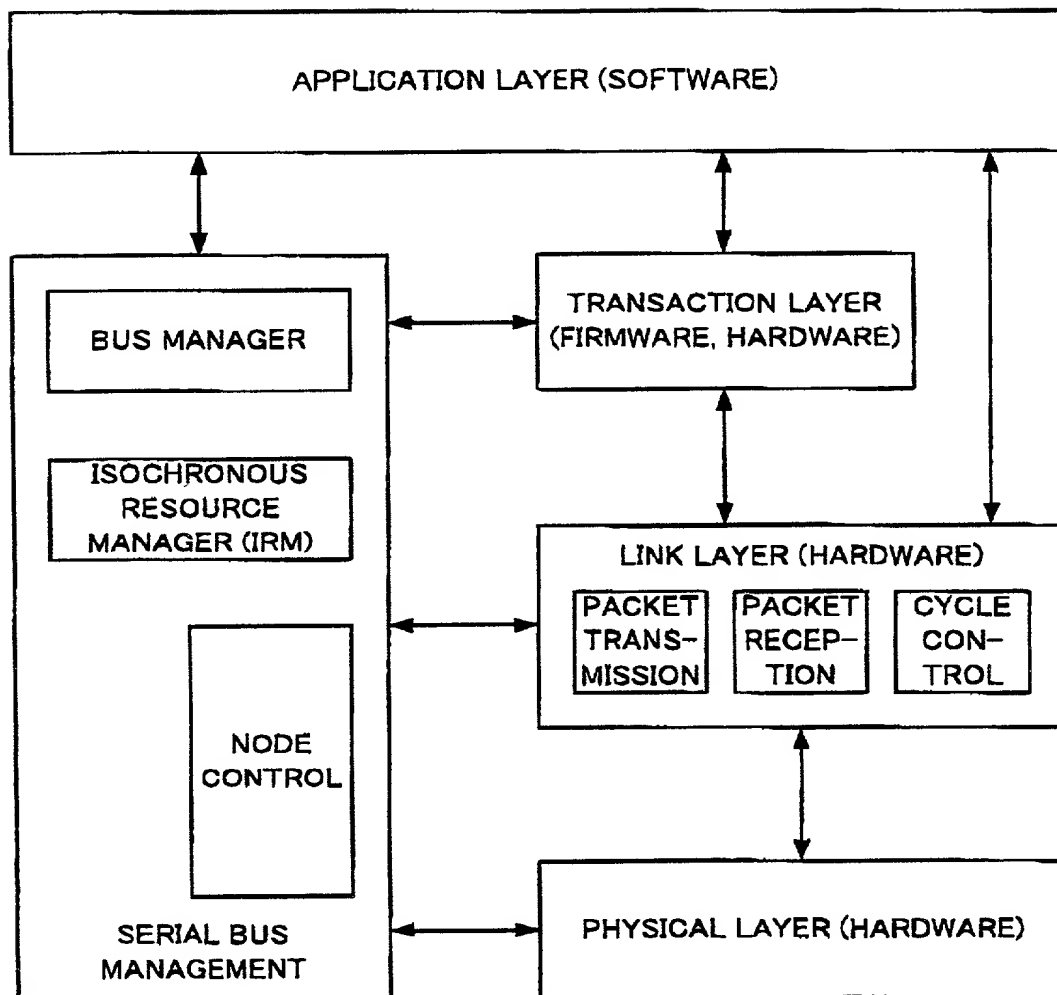 APPLICATION LAYER (SOFTWARE)
BUS MANAGER
TRANSACTION LAYER
(FIRMWARE, HARDWARE)
ISOCHRONOUS
RESOURCE
MANAGER (IRM)
LINK LAYER (HARDWARE)
PACKET
TRANS-
MISSION
PACKET
RECEP-
TION
CYCLE
CON-
TROL
NODE
CONTROL
SERIAL BUS
MANAGEMENT
PHYSICAL LAYER (HARDWARE)